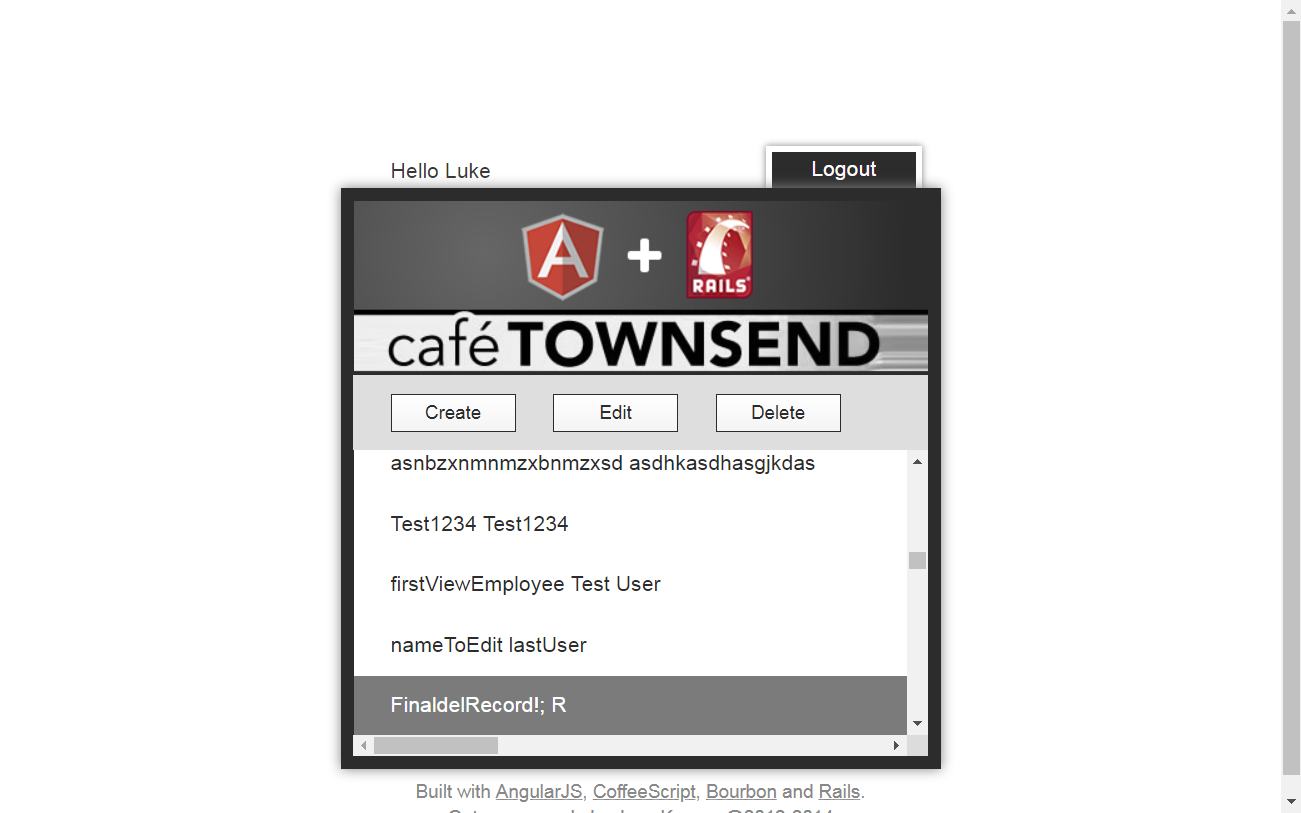 Hello Luke
Logout
A
RAILS
café TOWNSEND
Create Edit Delete
asnbzxnmnmzxbnmzxsd asdhkasdhasgjkdas
Test1234 Test1234
firstViewEmployee Test User
nameToEdit lastUser
FinaldelRecord!; R
Built with AngularJS, CoffeeScript, Bourbon and Rails.